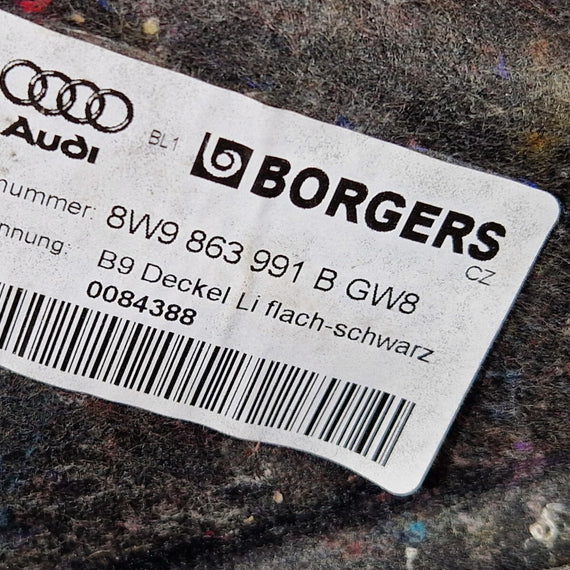 Audi BL1 BORGERS
CZ
nummer: 8W9 863 991 B GW8
nnung: B9 Deckel Li flach-schwarz
0084388